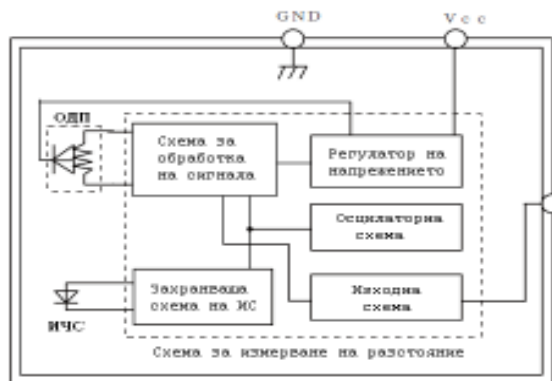 GND
Vcc
ОДП
Схема за
обработка
на сигнала
Регулатор на
напрежението
Осцилаторна
схема
Захранваща
схема на ИС
Изходна
схема
ИЧС
Схема за измерване на разстояние